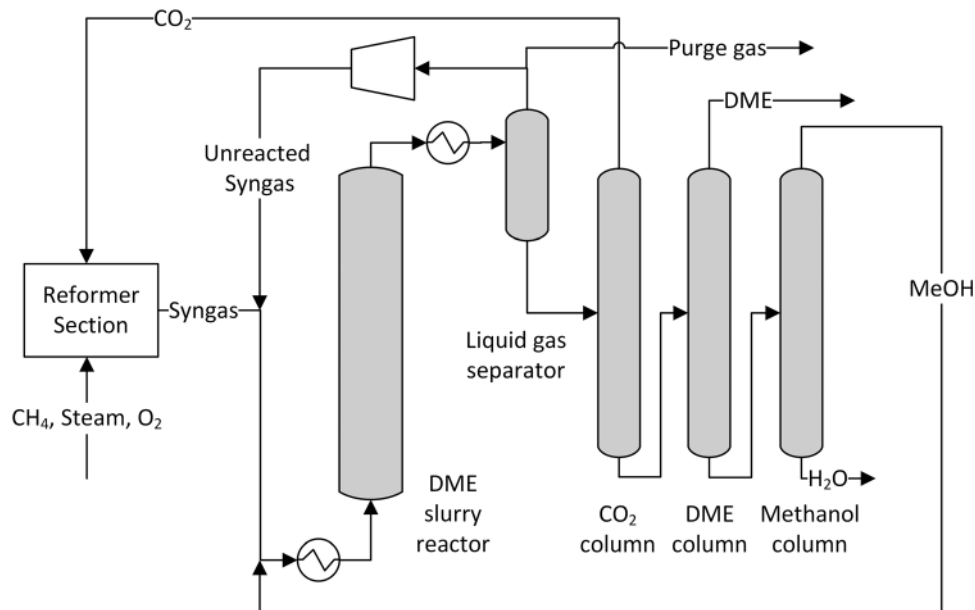 CO₂
Purge gas
DME
Unreacted
Syngas
Reformer
Section
Syngas
MeOH
Liquid gas
separator
CH₄, Steam, O₂
DME
slurry
reactor
H₂O
CO₂
column
DME
column
Methanol
column